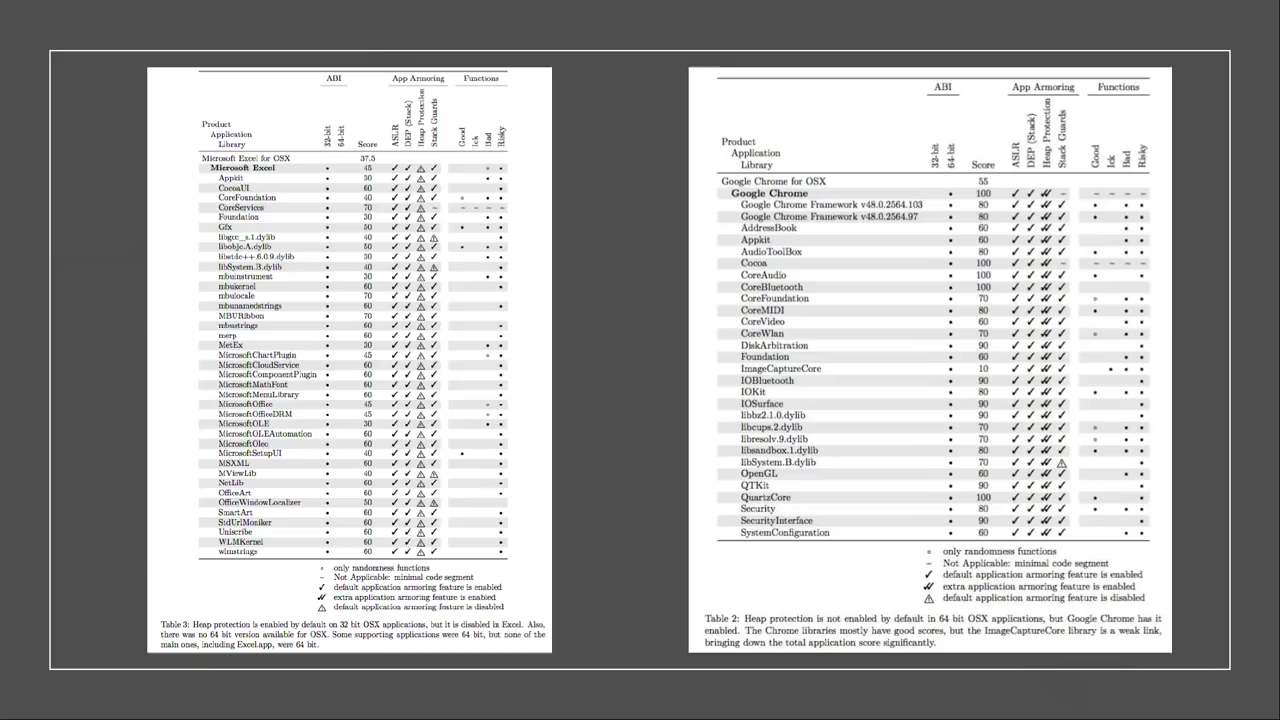 ABI App Armoring Functions
Product
Application
Library
32-bit 64-bit Score ASLR DEP (Stack) Heap Protection Stack Guards Good Ick Bad Risky
Microsoft Excel for OSX 37.5
Microsoft Excel • 45 ✓ ✓ ⚠ ✓ ◦ •
Appkit • 30 ✓ ✓ ⚠ ✓ • •
CocoaUI • 60 ✓ ✓ ⚠ ✓ •
CoreFoundation • 40 ✓ ✓ ⚠ ✓ ◦ • •
CoreServices • 70 ✓ ✓ ⚠ – – – – –
Foundation • 30 ✓ ✓ ⚠ ✓ • •
Gfx • 50 ✓ ✓ ⚠ ✓ • • •
libgcc_s.1.dylib • 40 ✓ ✓ ⚠ ⚠ •
libobjc.A.dylib • 50 ✓ ✓ ⚠ ✓ • • •
libstdc++.6.0.9.dylib • 30 ✓ ✓ ⚠ ✓ • •
libSystem.B.dylib • 40 ✓ ✓ ⚠ ⚠ •
mbuinstrument • 30 ✓ ✓ ⚠ ✓ • •
mbukernel • 60 ✓ ✓ ⚠ ✓ •
mbulocale • 70 ✓ ✓ ⚠ ✓
mbunamedstrings • 60 ✓ ✓ ⚠ ✓ •
MBURibbon • 70 ✓ ✓ ⚠ ✓
mbustrings • 60 ✓ ✓ ⚠ ✓ •
merp • 60 ✓ ✓ ⚠ ✓ •
MetEx • 30 ✓ ✓ ⚠ ✓ • •
MicrosoftChartPlugin • 45 ✓ ✓ ⚠ ✓ ◦ •
MicrosoftCloudService • 60 ✓ ✓ ⚠ ✓ •
MicrosoftComponentPlugin • 60 ✓ ✓ ⚠ ✓ •
MicrosoftMathFont • 60 ✓ ✓ ⚠ ✓ •
MicrosoftMenuLibrary • 60 ✓ ✓ ⚠ ✓ •
MicrosoftOffice • 45 ✓ ✓ ⚠ ✓ ◦ •
MicrosoftOfficeDRM • 45 ✓ ✓ ⚠ ✓ ◦ •
MicrosoftOLE • 30 ✓ ✓ ⚠ ✓ • •
MicrosoftOLEAutomation • 60 ✓ ✓ ⚠ ✓ •
MicrosoftOleo • 60 ✓ ✓ ⚠ ✓ •
MicrosoftSetupUI • 40 ✓ ✓ ⚠ ✓ • •
MSXML • 60 ✓ ✓ ⚠ ✓ •
MViewLib • 40 ✓ ✓ ⚠ ⚠ •
NetLib • 60 ✓ ✓ ⚠ ✓ •
OfficeArt • 60 ✓ ✓ ⚠ ✓ •
OfficeWindowLocalizer • 50 ✓ ✓ ⚠ ⚠
SmartArt • 60 ✓ ✓ ⚠ ✓ •
StdUrlMoniker • 60 ✓ ✓ ⚠ ✓ •
Uniscribe • 60 ✓ ✓ ⚠ ✓ •
WLMKernel • 60 ✓ ✓ ⚠ ✓ •
wlmstrings • 60 ✓ ✓ ⚠ ✓ •
◦ only randomness functions
– Not Applicable: minimal code segment
✓ default application armoring feature is enabled
✓✓ extra application armoring feature is enabled
⚠ default application armoring feature is disabled
Table 3: Heap protection is enabled by default on 32 bit OSX applications, but it is disabled in Excel. Also,
there was no 64 bit version available for OSX. Some supporting applications were 64 bit, but none of the
main ones, including Excel.app, were 64 bit.
ABI App Armoring Functions
Product
Application
Library
32-bit 64-bit Score ASLR DEP (Stack) Heap Protection Stack Guards Good Ick Bad Risky
Google Chrome for OSX 55
Google Chrome • 100 ✓ ✓ ✓✓ – – – – –
Google Chrome Framework v48.0.2564.103 • 80 ✓ ✓ ✓✓ ✓ • • •
Google Chrome Framework v48.0.2564.97 • 80 ✓ ✓ ✓✓ ✓ • • •
AddressBook • 60 ✓ ✓ ✓✓ ✓ • •
Appkit • 60 ✓ ✓ ✓✓ ✓ • •
AudioToolBox • 80 ✓ ✓ ✓✓ ✓ • • •
Cocoa • 100 ✓ ✓ ✓✓ – – – – –
CoreAudio • 100 ✓ ✓ ✓✓ ✓ • •
CoreBluetooth • 100 ✓ ✓ ✓✓ ✓
CoreFoundation • 70 ✓ ✓ ✓✓ ✓ ◦ • •
CoreMIDI • 80 ✓ ✓ ✓✓ ✓ • • •
CoreVideo • 60 ✓ ✓ ✓✓ ✓ • •
CoreWlan • 70 ✓ ✓ ✓✓ ✓ ◦ • •
DiskArbitration • 90 ✓ ✓ ✓✓ ✓ •
Foundation • 60 ✓ ✓ ✓✓ ✓ • •
ImageCaptureCore • 10 ✓ ✓ ✓✓ ✓ • • •
IOBluetooth • 90 ✓ ✓ ✓✓ ✓ •
IOKit • 80 ✓ ✓ ✓✓ ✓ • • •
IOSurface • 90 ✓ ✓ ✓✓ ✓ •
libbz2.1.0.dylib • 90 ✓ ✓ ✓✓ ✓ •
libcups.2.dylib • 70 ✓ ✓ ✓✓ ✓ ◦ • •
libresolv.9.dylib • 70 ✓ ✓ ✓✓ ✓ ◦ •
libsandbox.1.dylib • 80 ✓ ✓ ✓✓ ✓ • • •
libSystem.B.dylib • 70 ✓ ✓ ✓✓ ⚠ •
OpenGL • 60 ✓ ✓ ✓✓ ✓ • •
QTKit • 90 ✓ ✓ ✓✓ ✓ •
QuartzCore • 100 ✓ ✓ ✓✓ ✓ • •
Security • 80 ✓ ✓ ✓✓ ✓ • • •
SecurityInterface • 90 ✓ ✓ ✓✓ ✓ •
SystemConfiguration • 60 ✓ ✓ ✓✓ ✓ • •
◦ only randomness functions
– Not Applicable: minimal code segment
✓ default application armoring feature is enabled
✓✓ extra application armoring feature is enabled
⚠ default application armoring feature is disabled
Table 2: Heap protection is not enabled by default in 64 bit OSX applications, but Google Chrome has it
enabled. The Chrome libraries mostly have good scores, but the ImageCaptureCore library is a weak link,
bringing down the total application score significantly.